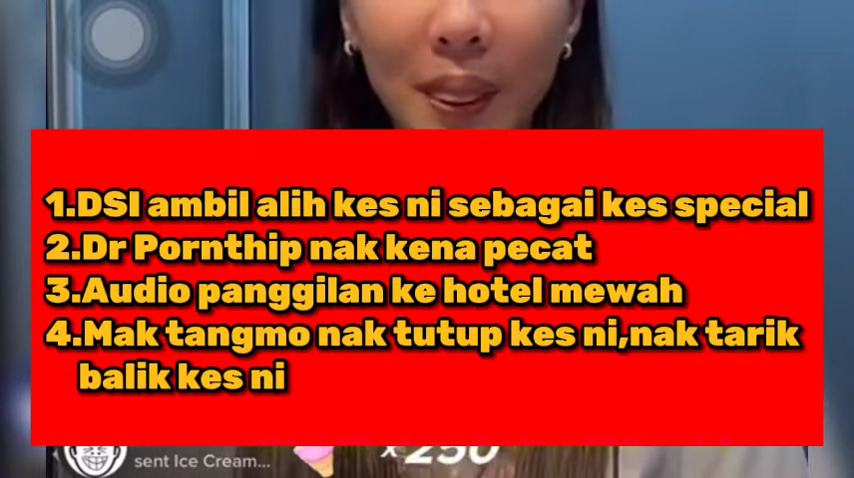 1.DSI ambil alih kes ni sebagai kes special
2.Dr Pornthip nak kena pecat
3.Audio panggilan ke hotel mewah
4.Mak tangmo nak tutup kes ni,nak tarik
balik kes ni
sent Ice Cream...
x 250